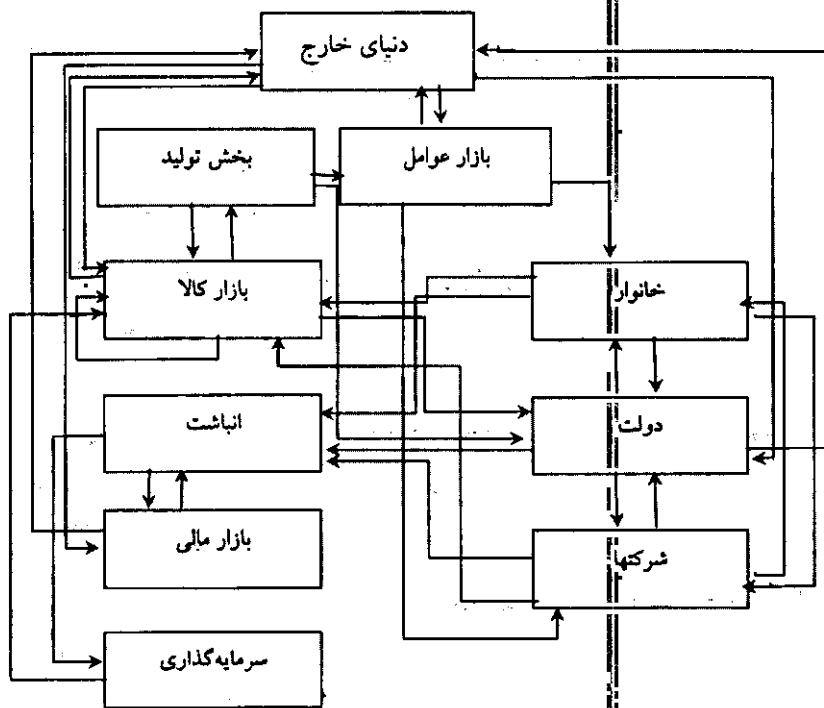 دنیای خارج
بازار عوامل
بخش تولید
خانوار
بازار کالا
دولت
انباشت
شرکتها
بازار مالی
سرمایه‌گذاری